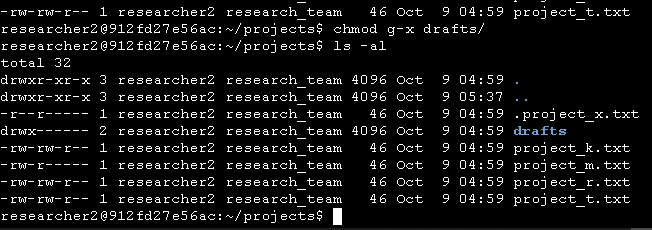 -rw-rw-r-- 1 researcher2 research_team   46 Oct  9 04:59 project_t.txt
researcher2@912fd27e56ac:~/projects$ chmod g-x drafts/
researcher2@912fd27e56ac:~/projects$ ls -al
total 32
drwxr-xr-x 3 researcher2 research_team 4096 Oct  9 04:59 .
drwxr-xr-x 3 researcher2 research_team 4096 Oct  9 05:37 ..
-r--r----- 1 researcher2 research_team   46 Oct  9 04:59 .project_x.txt
drwx------ 2 researcher2 research_team 4096 Oct  9 04:59 drafts
-rw-rw-r-- 1 researcher2 research_team   46 Oct  9 04:59 project_k.txt
-rw-r----- 1 researcher2 research_team   46 Oct  9 04:59 project_m.txt
-rw-rw-r-- 1 researcher2 research_team   46 Oct  9 04:59 project_r.txt
-rw-rw-r-- 1 researcher2 research_team   46 Oct  9 04:59 project_t.txt
researcher2@912fd27e56ac:~/projects$